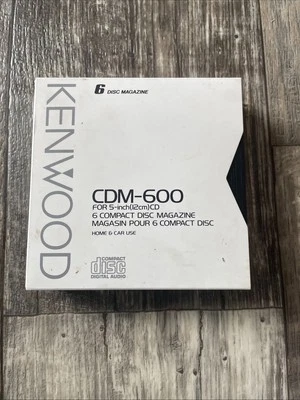 6 DISC MAGAZINE
KENWOOD
CDM-600
FOR 5-inch(12cm)CD
6 COMPACT DISC MAGAZINE
MAGASIN POUR 6 COMPACT DISC
HOME & CAR USE
COMPACT
disc
DIGITAL AUDIO